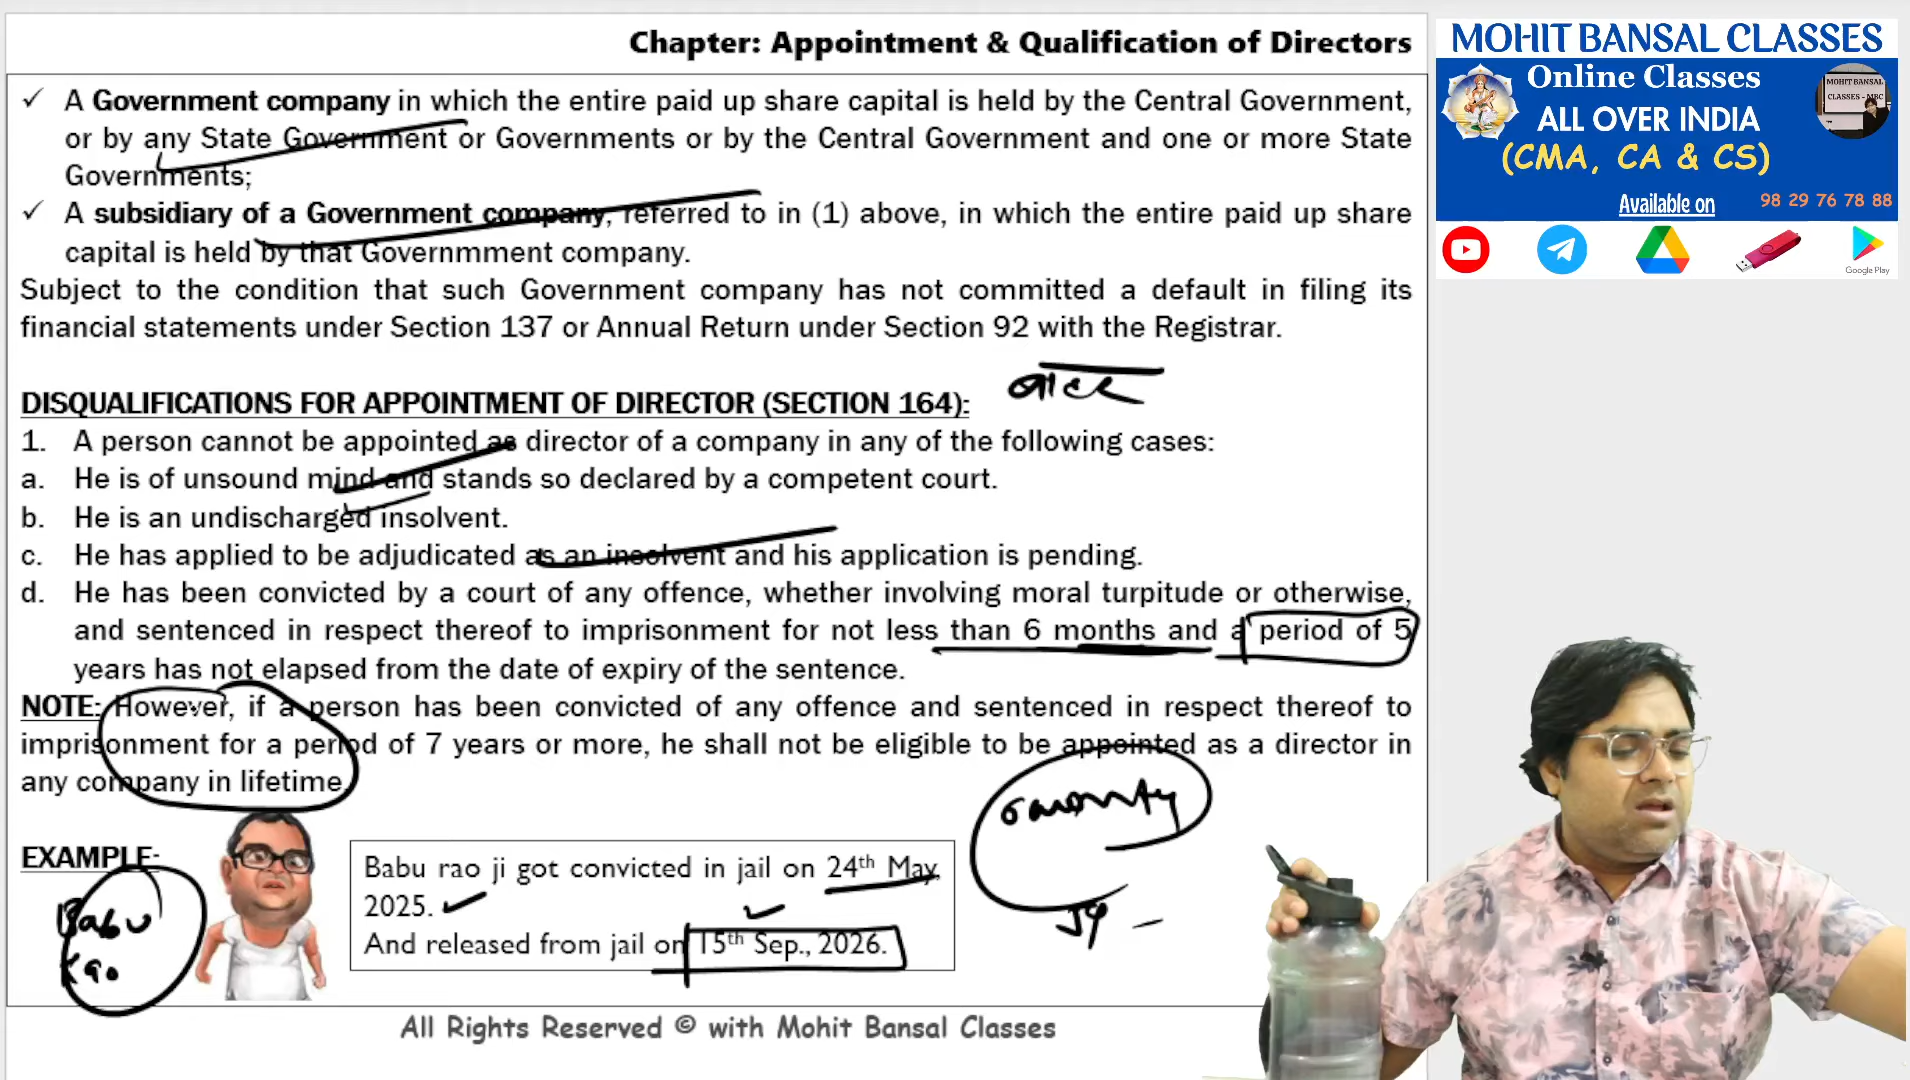 Chapter: Appointment & Qualification of Directors
✓ A Government company in which the entire paid up share capital is held by the Central Government,
or by any State Government or Governments or by the Central Government and one or more State
Governments;
✓ A subsidiary of a Government company, referred to in (1) above, in which the entire paid up share
capital is held by that Governmment company.
Subject to the condition that such Government company has not committed a default in filing its
financial statements under Section 137 or Annual Return under Section 92 with the Registrar.
DISQUALIFICATIONS FOR APPOINTMENT OF DIRECTOR (SECTION 164):
1. A person cannot be appointed as director of a company in any of the following cases:
a. He is of unsound mind and stands so declared by a competent court.
b. He is an undischarged insolvent.
c. He has applied to be adjudicated as an insolvent and his application is pending.
d. He has been convicted by a court of any offence, whether involving moral turpitude or otherwise,
and sentenced in respect thereof to imprisonment for not less than 6 months and a period of 5
years has not elapsed from the date of expiry of the sentence.
NOTE: However, if a person has been convicted of any offence and sentenced in respect thereof to
imprisonment for a period of 7 years or more, he shall not be eligible to be appointed as a director in
any company in lifetime.
EXAMPLE:
Babu
Rao
Babu rao ji got convicted in jail on 24th May,
2025.
And released from jail on 15th Sep., 2026.
All Rights Reserved © with Mohit Bansal Classes
MOHIT BANSAL CLASSES
Online Classes
ALL OVER INDIA
(CMA, CA & CS)
Available on 98 29 76 78 88
MOHIT BANSAL
CLASSES - MBC
Google Play